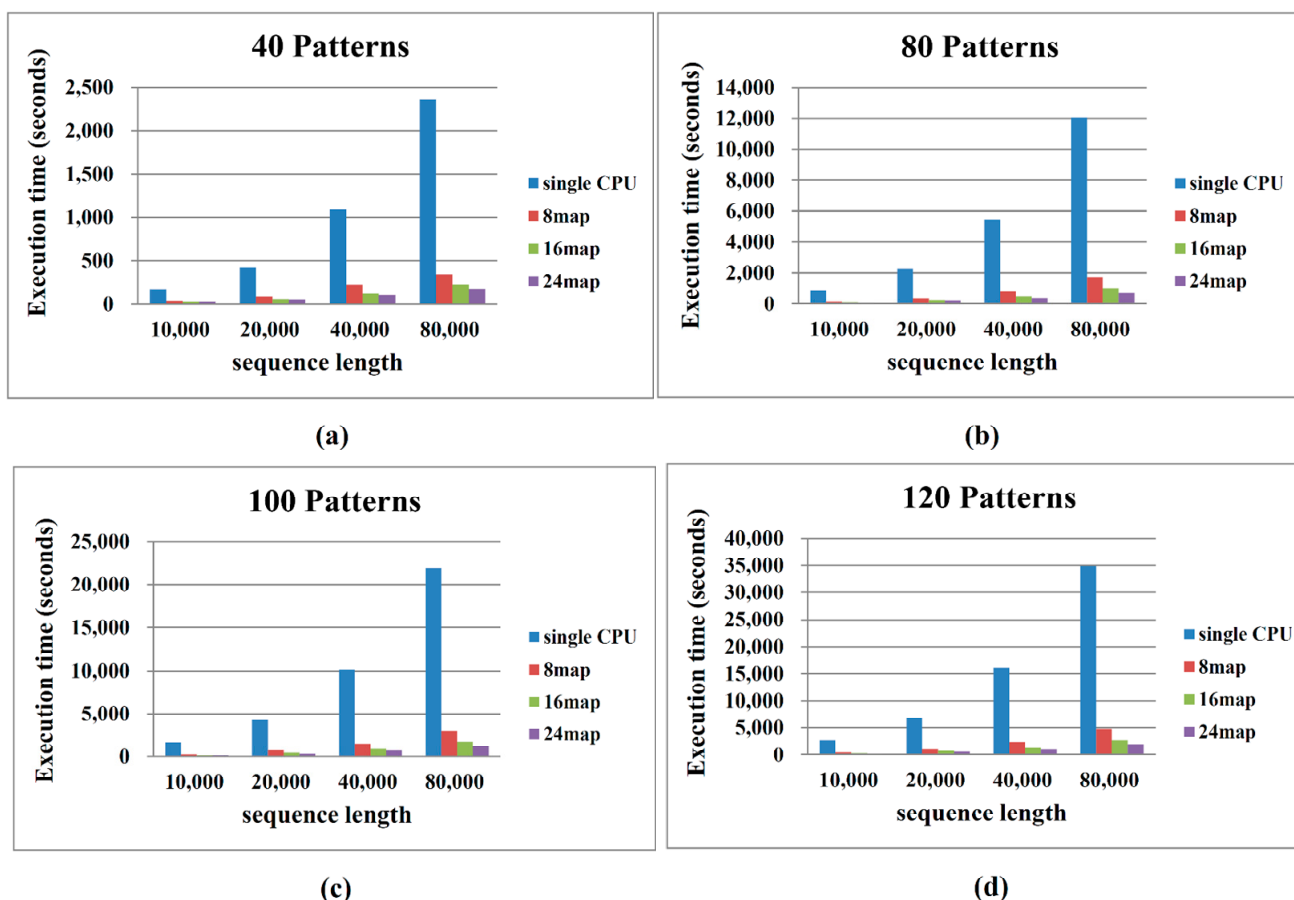 40 Patterns
Execution time (seconds)
2,500
2,000
1,500
1,000
500
0
10,000 20,000 40,000 80,000
sequence length
single CPU
8map
16map
24map
(a)
80 Patterns
Execution time (seconds)
14,000
12,000
10,000
8,000
6,000
4,000
2,000
0
10,000 20,000 40,000 80,000
sequence length
single CPU
8map
16map
24map
(b)
100 Patterns
Execution time (seconds)
25,000
20,000
15,000
10,000
5,000
0
10,000 20,000 40,000 80,000
sequence length
single CPU
8map
16map
24map
(c)
120 Patterns
Execution time (seconds)
40,000
35,000
30,000
25,000
20,000
15,000
10,000
5,000
0
10,000 20,000 40,000 80,000
sequence length
single CPU
8map
16map
24map
(d)